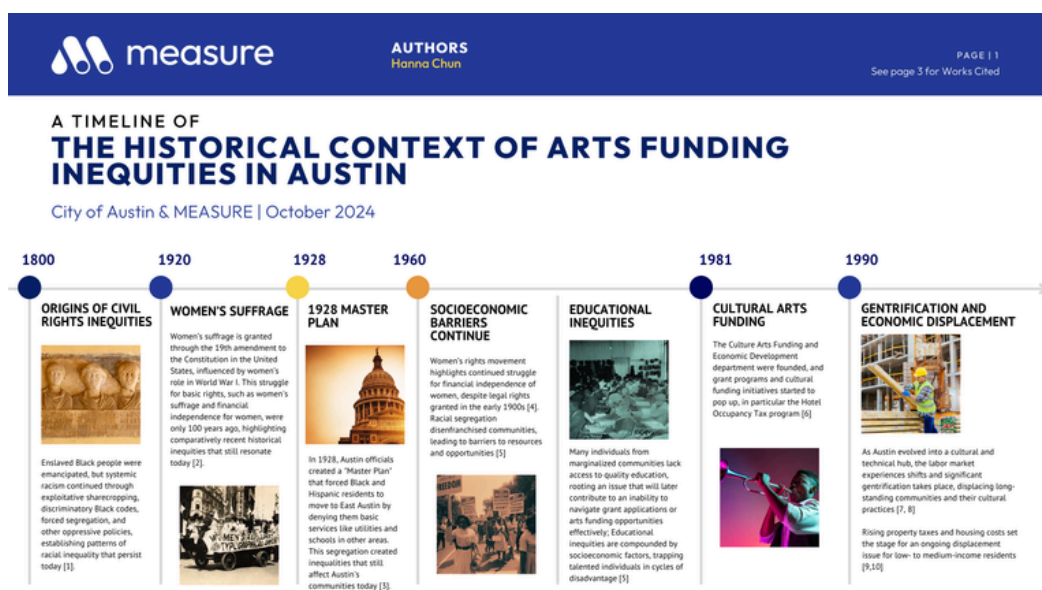 measure
AUTHORS
Hanna Chun
PAGE | 1
See page 3 for Works Cited
A TIMELINE OF
THE HISTORICAL CONTEXT OF ARTS FUNDING
INEQUITIES IN AUSTIN
City of Austin & MEASURE | October 2024
1800
1920
1928
1960
1981
1990
ORIGINS OF CIVIL
RIGHTS INEQUITIES
Enslaved Black people were
emancipated, but systemic
racism continued through
exploitative sharecropping,
discriminatory Black codes,
forced segregation, and
other oppressive policies,
establishing patterns of
racial inequality that persist
today [1].
WOMEN'S SUFFRAGE
Women's suffrage is granted
through the 19th amendment to
the Constitution in the United
States, influenced by women's
role in World War I. This struggle
for basic rights, such as women's
suffrage and financial
independence for women, were
only 100 years ago, highlighting
comparatively recent historical
inequities that still resonate
today [2].
1928 MASTER
PLAN
In 1928, Austin officials
created a "Master Plan"
that forced Black and
Hispanic residents to
move to East Austin by
denying them basic
services like utilities and
schools in other areas.
This segregation created
inequalities that still
affect Austin's
communities today [3].
SOCIOECONOMIC
BARRIERS
CONTINUE
Women's rights movement
highlights continued struggle
for financial independence of
women, despite legal rights
granted in the early 1900s [4].
Racial segregation
disenfranchised communities,
leading to barriers to resources
and opportunities [5]
FREEDOM
EDUCATIONAL
INEQUITIES
Many individuals from
marginalized communities lack
access to quality education,
rooting an issue that will later
contribute to an inability to
navigate grant applications or
arts funding opportunities
effectively; Educational
inequities are compounded by
socioeconomic factors, trapping
talented individuals in cycles of
disadvantage [5]
CULTURAL ARTS
FUNDING
The Culture Arts Funding and
Economic Development
department were founded, and
grant programs and cultural
funding initiatives started to
pop up, in particular the Hotel
Occupancy Tax program [6]
GENTRIFICATION AND
ECONOMIC DISPLACEMENT
As Austin evolved into a cultural and
technical hub, the labor market
experiences shifts and significant
gentrification takes place, displacing long-
standing communities and their cultural
practices [7, 8]
Rising property taxes and housing costs set
the stage for an ongoing displacement
issue for low- to medium-income residents
[9,10]